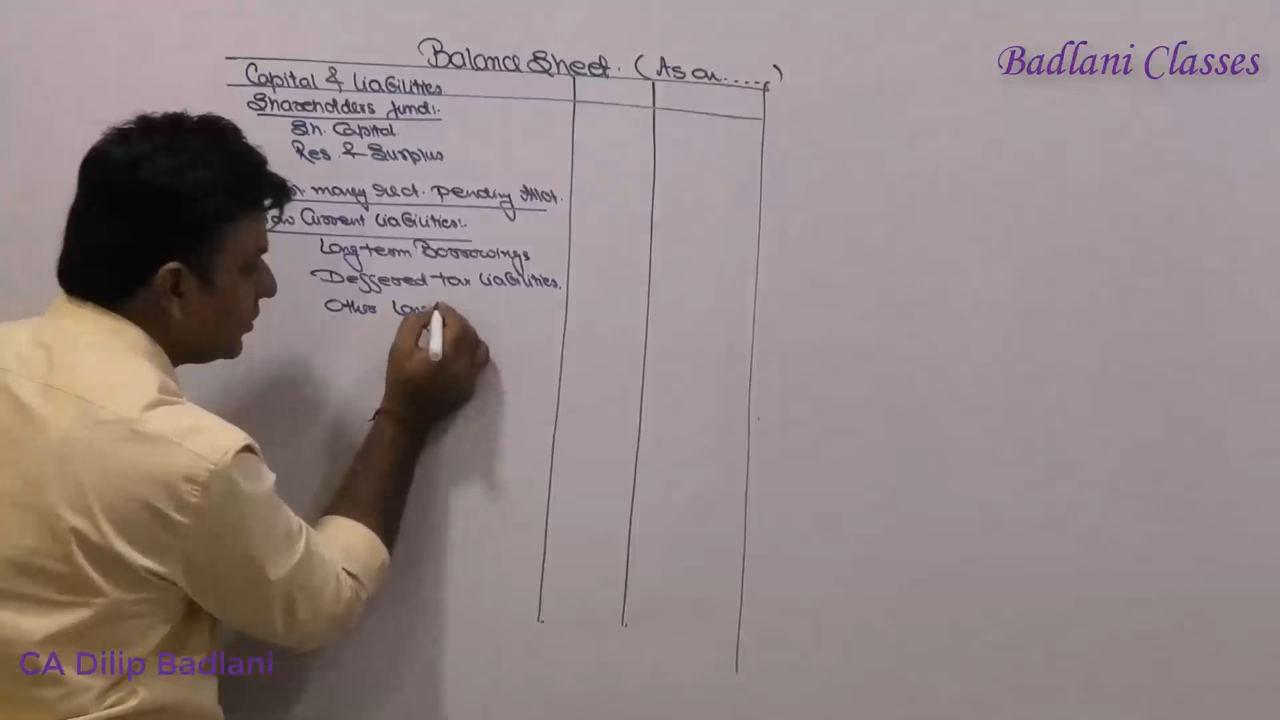 Balance Sheet. (As on.....)
Badlani Classes
Capital & Liabilities
Shareholders fund:
Sh. Capital
Res. & Surplus
money rect. pending Allot.
Current Liabilities:
Long term Borrowings
Deffered tax Liabilities.
Other
CA Dilip Badlani